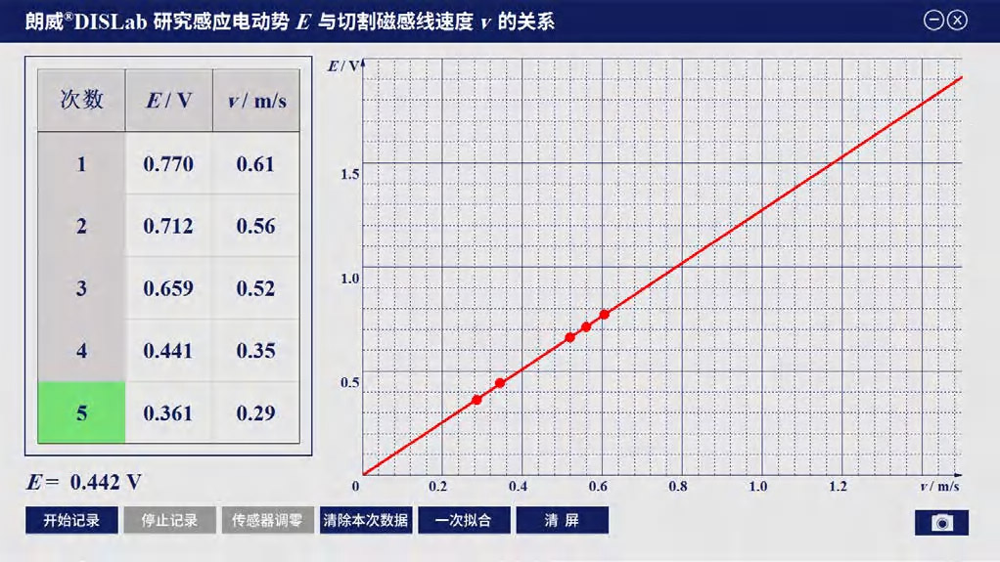 朗威®DISLab 研究感应电动势 E 与切割磁感线速度 v 的关系
次数 E / V v / m/s
1 0.770 0.61
2 0.712 0.56
3 0.659 0.52
4 0.441 0.35
5 0.361 0.29
E = 0.442 V
E / V
1.5
1.0
0.5
0 0.2 0.4 0.6 0.8 1.0 1.2 v / m/s
开始记录 停止记录 传感器调零 清除本次数据 一次拟合 清 屏